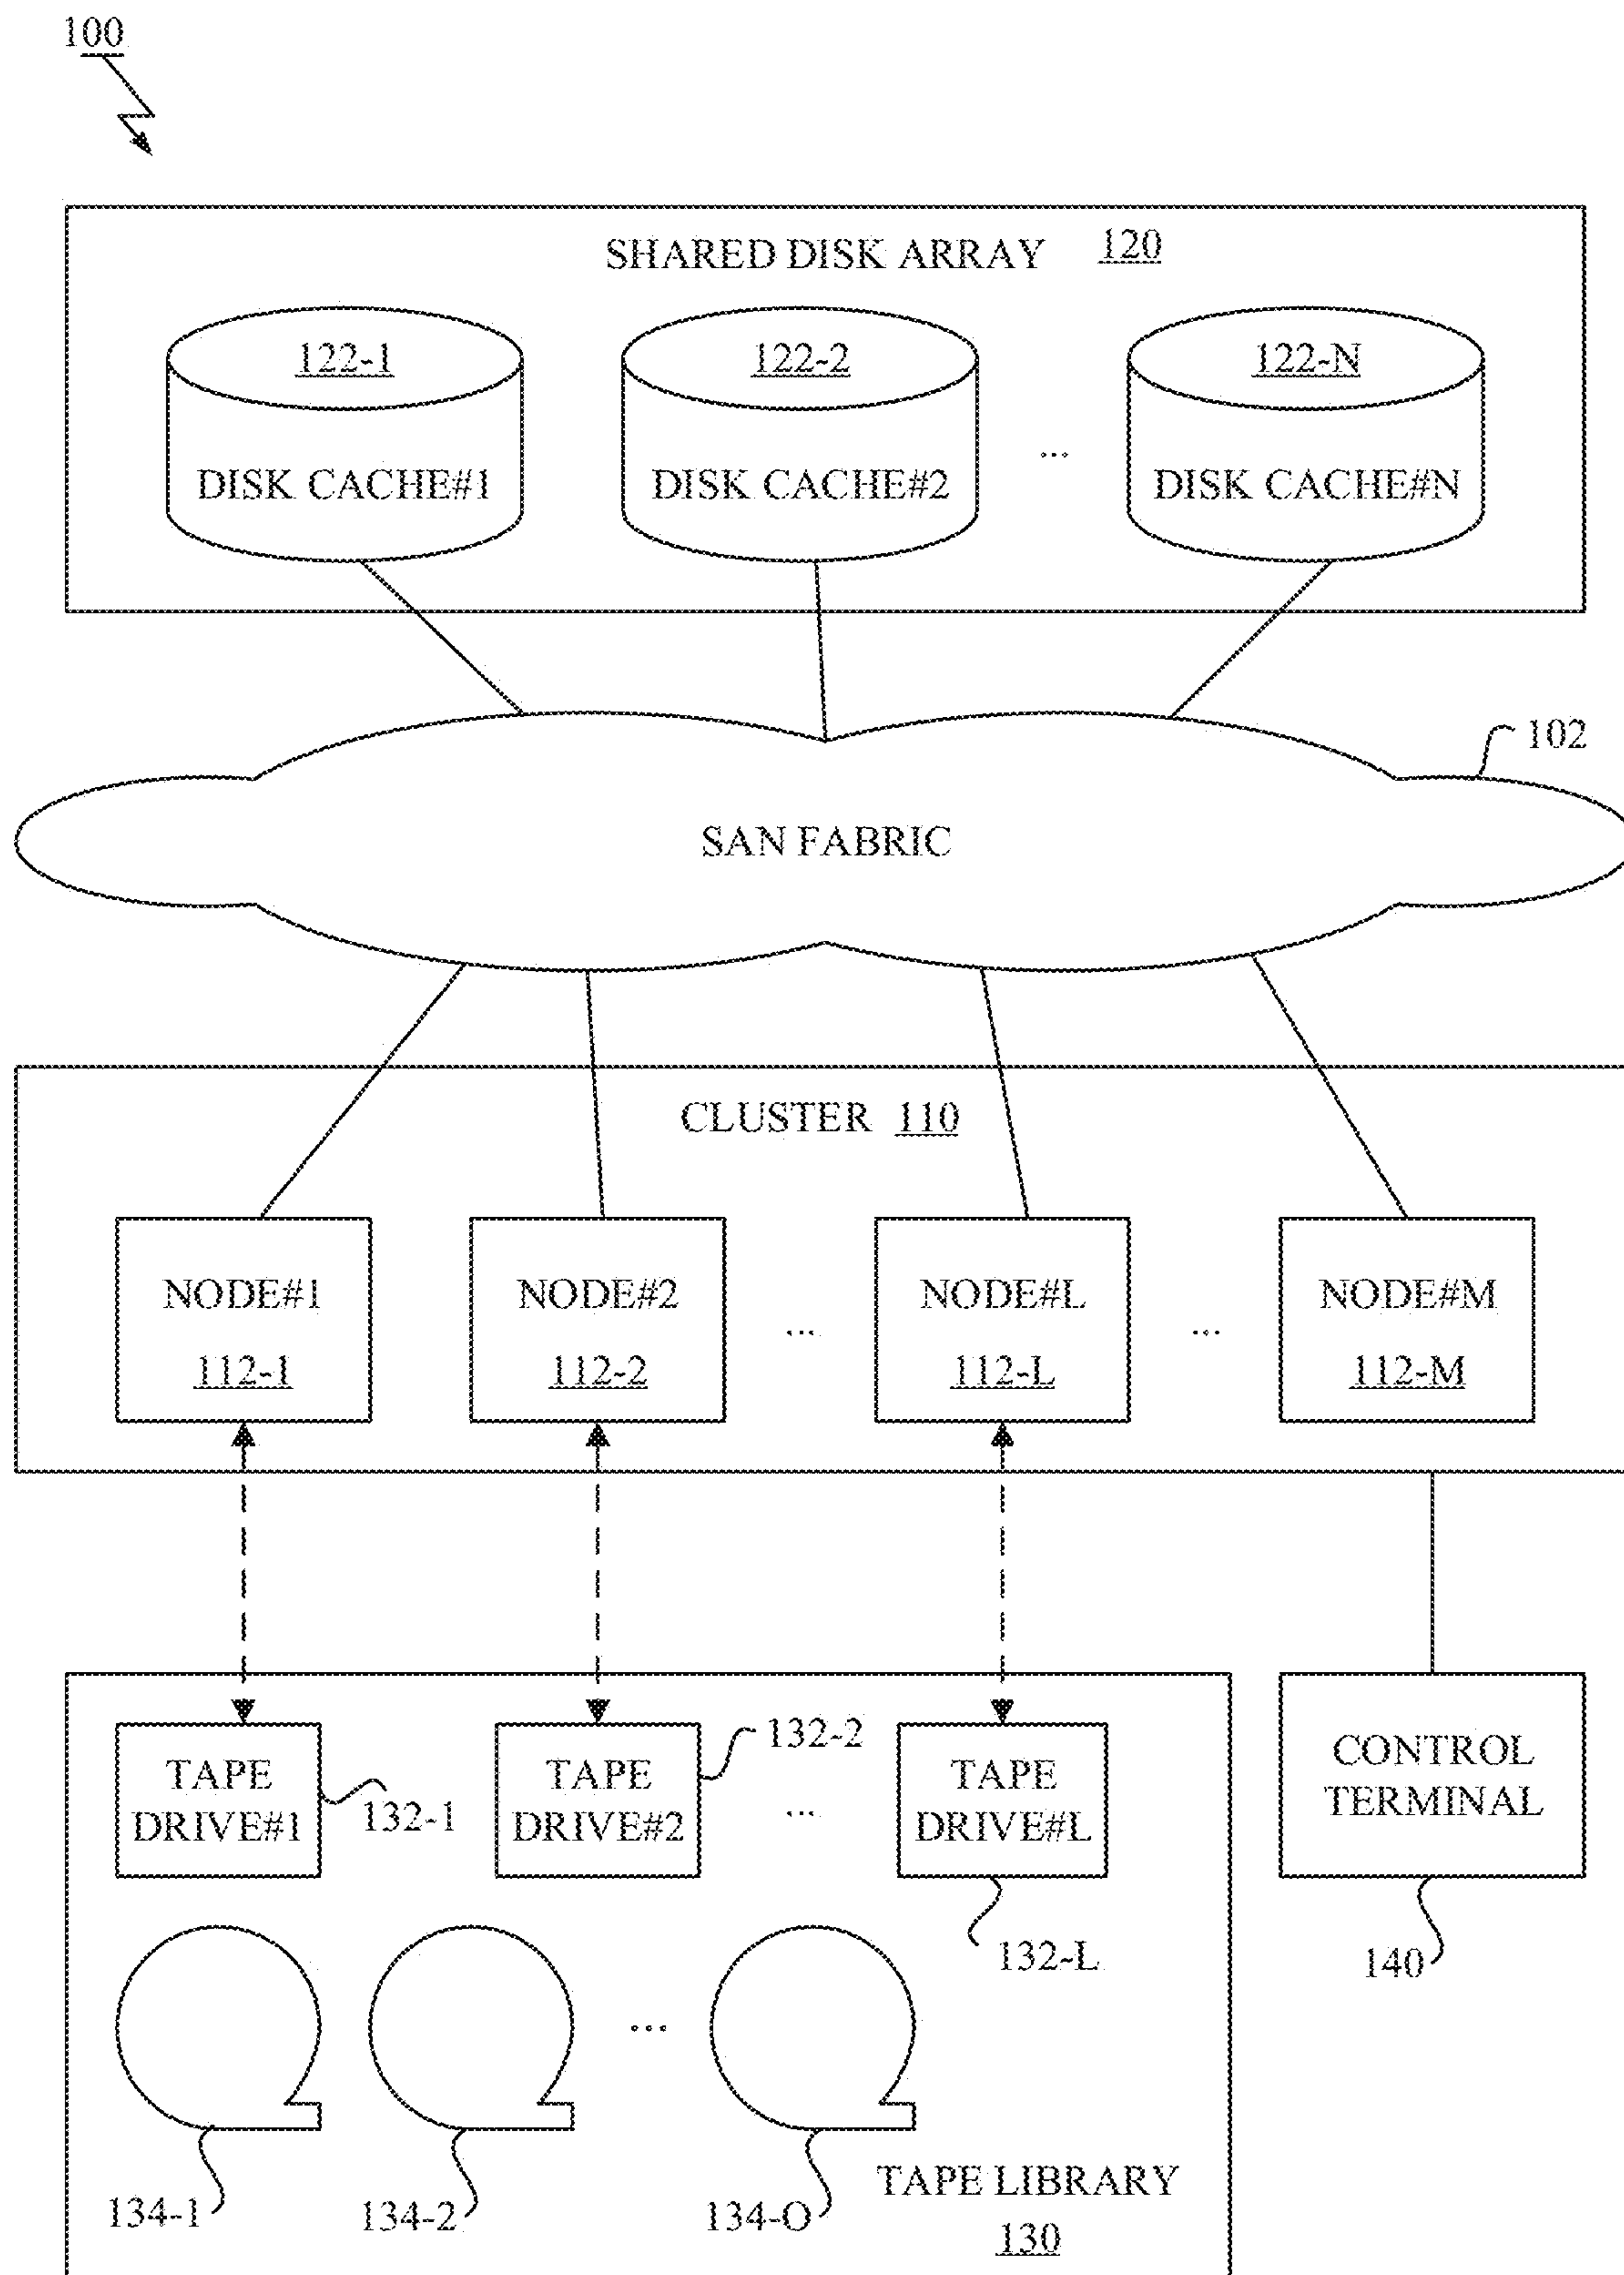 100
SHARED DISK ARRAY 120
122-1 122-2 122-N
DISK CACHE#1 DISK CACHE#2 ... DISK CACHE#N
102
SAN FABRIC
CLUSTER 110
NODE#1 NODE#2 ... NODE#L ... NODE#M
112-1 112-2 112-L 112-M
TAPE DRIVE#1
132-1
TAPE DRIVE#2
132-2
...
TAPE DRIVE#L
132-L
CONTROL
TERMINAL
140
...
134-1 134-2 134-O
TAPE LIBRARY
130